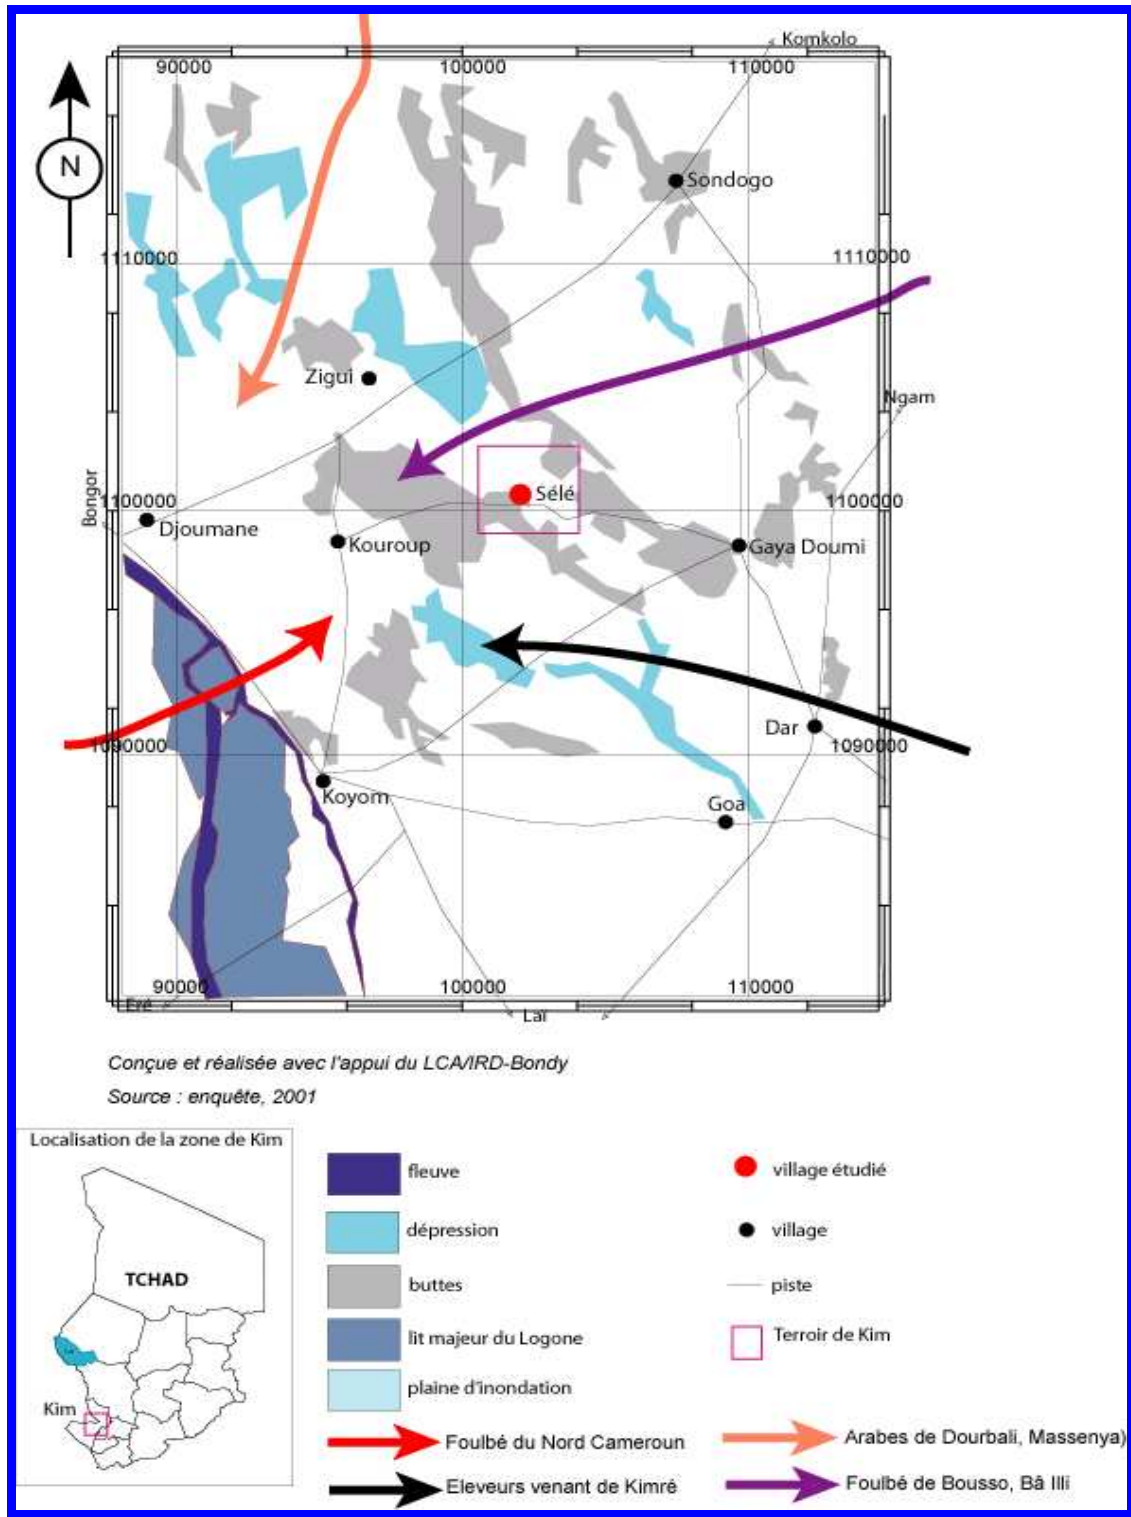 Komkolo
90000
100000
110000
N
Sondogo
1110000
1110000
Zigui
Ngam
Bongor
1100000
Sélé
1100000
Djoumane
Kouroup
Gaya Doumi
Dar
1090000
1090000
Koyom
Goa
90000
100000
110000
Eré
Laï
Conçue et réalisée avec l'appui du LCA/IRD-Bondy
Source : enquête, 2001
Localisation de la zone de Kim
TCHAD
Kim
fleuve
dépression
buttes
lit majeur du Logone
plaine d'inondation
village étudié
village
piste
Terroir de Kim
Foulbé du Nord Cameroun
Arabes de Dourbali, Massenya)
Eleveurs venant de Kimré
Foulbé de Bousso, Bâ Illi